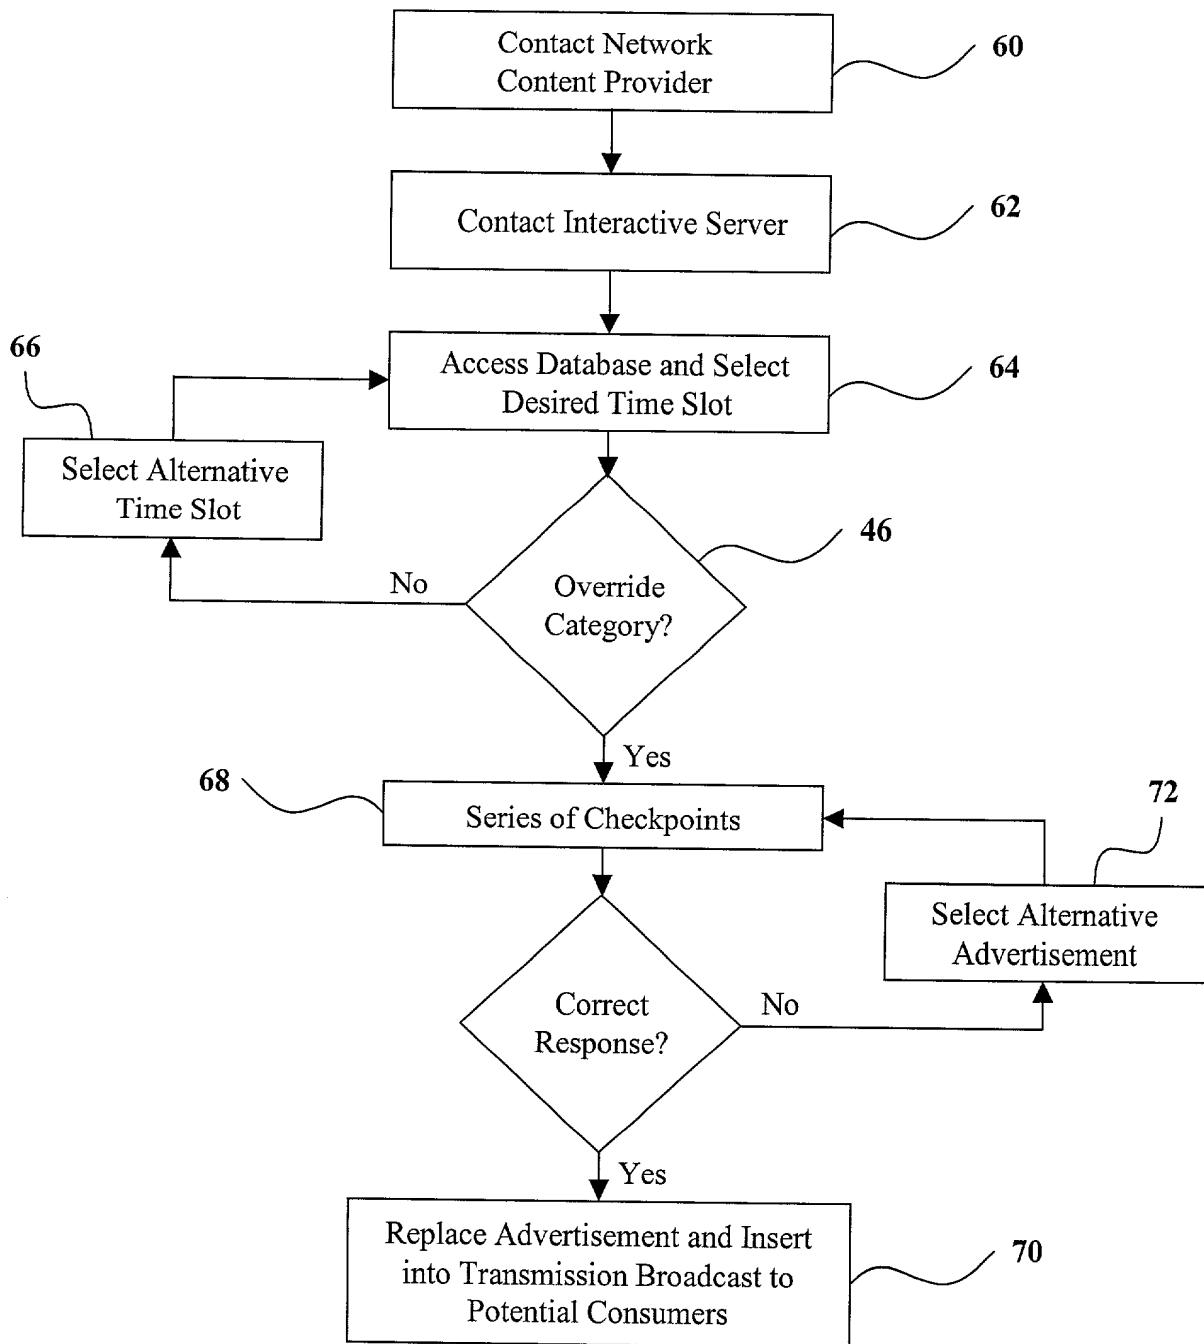 Contact Network
Content Provider
60
Contact Interactive Server
62
66
Access Database and Select
Desired Time Slot
64
Select Alternative
Time Slot
46
No
Override
Category?
Yes
68
Series of Checkpoints
72
Select Alternative
Advertisement
Correct
Response?
No
Yes
Replace Advertisement and Insert
into Transmission Broadcast to
Potential Consumers
70